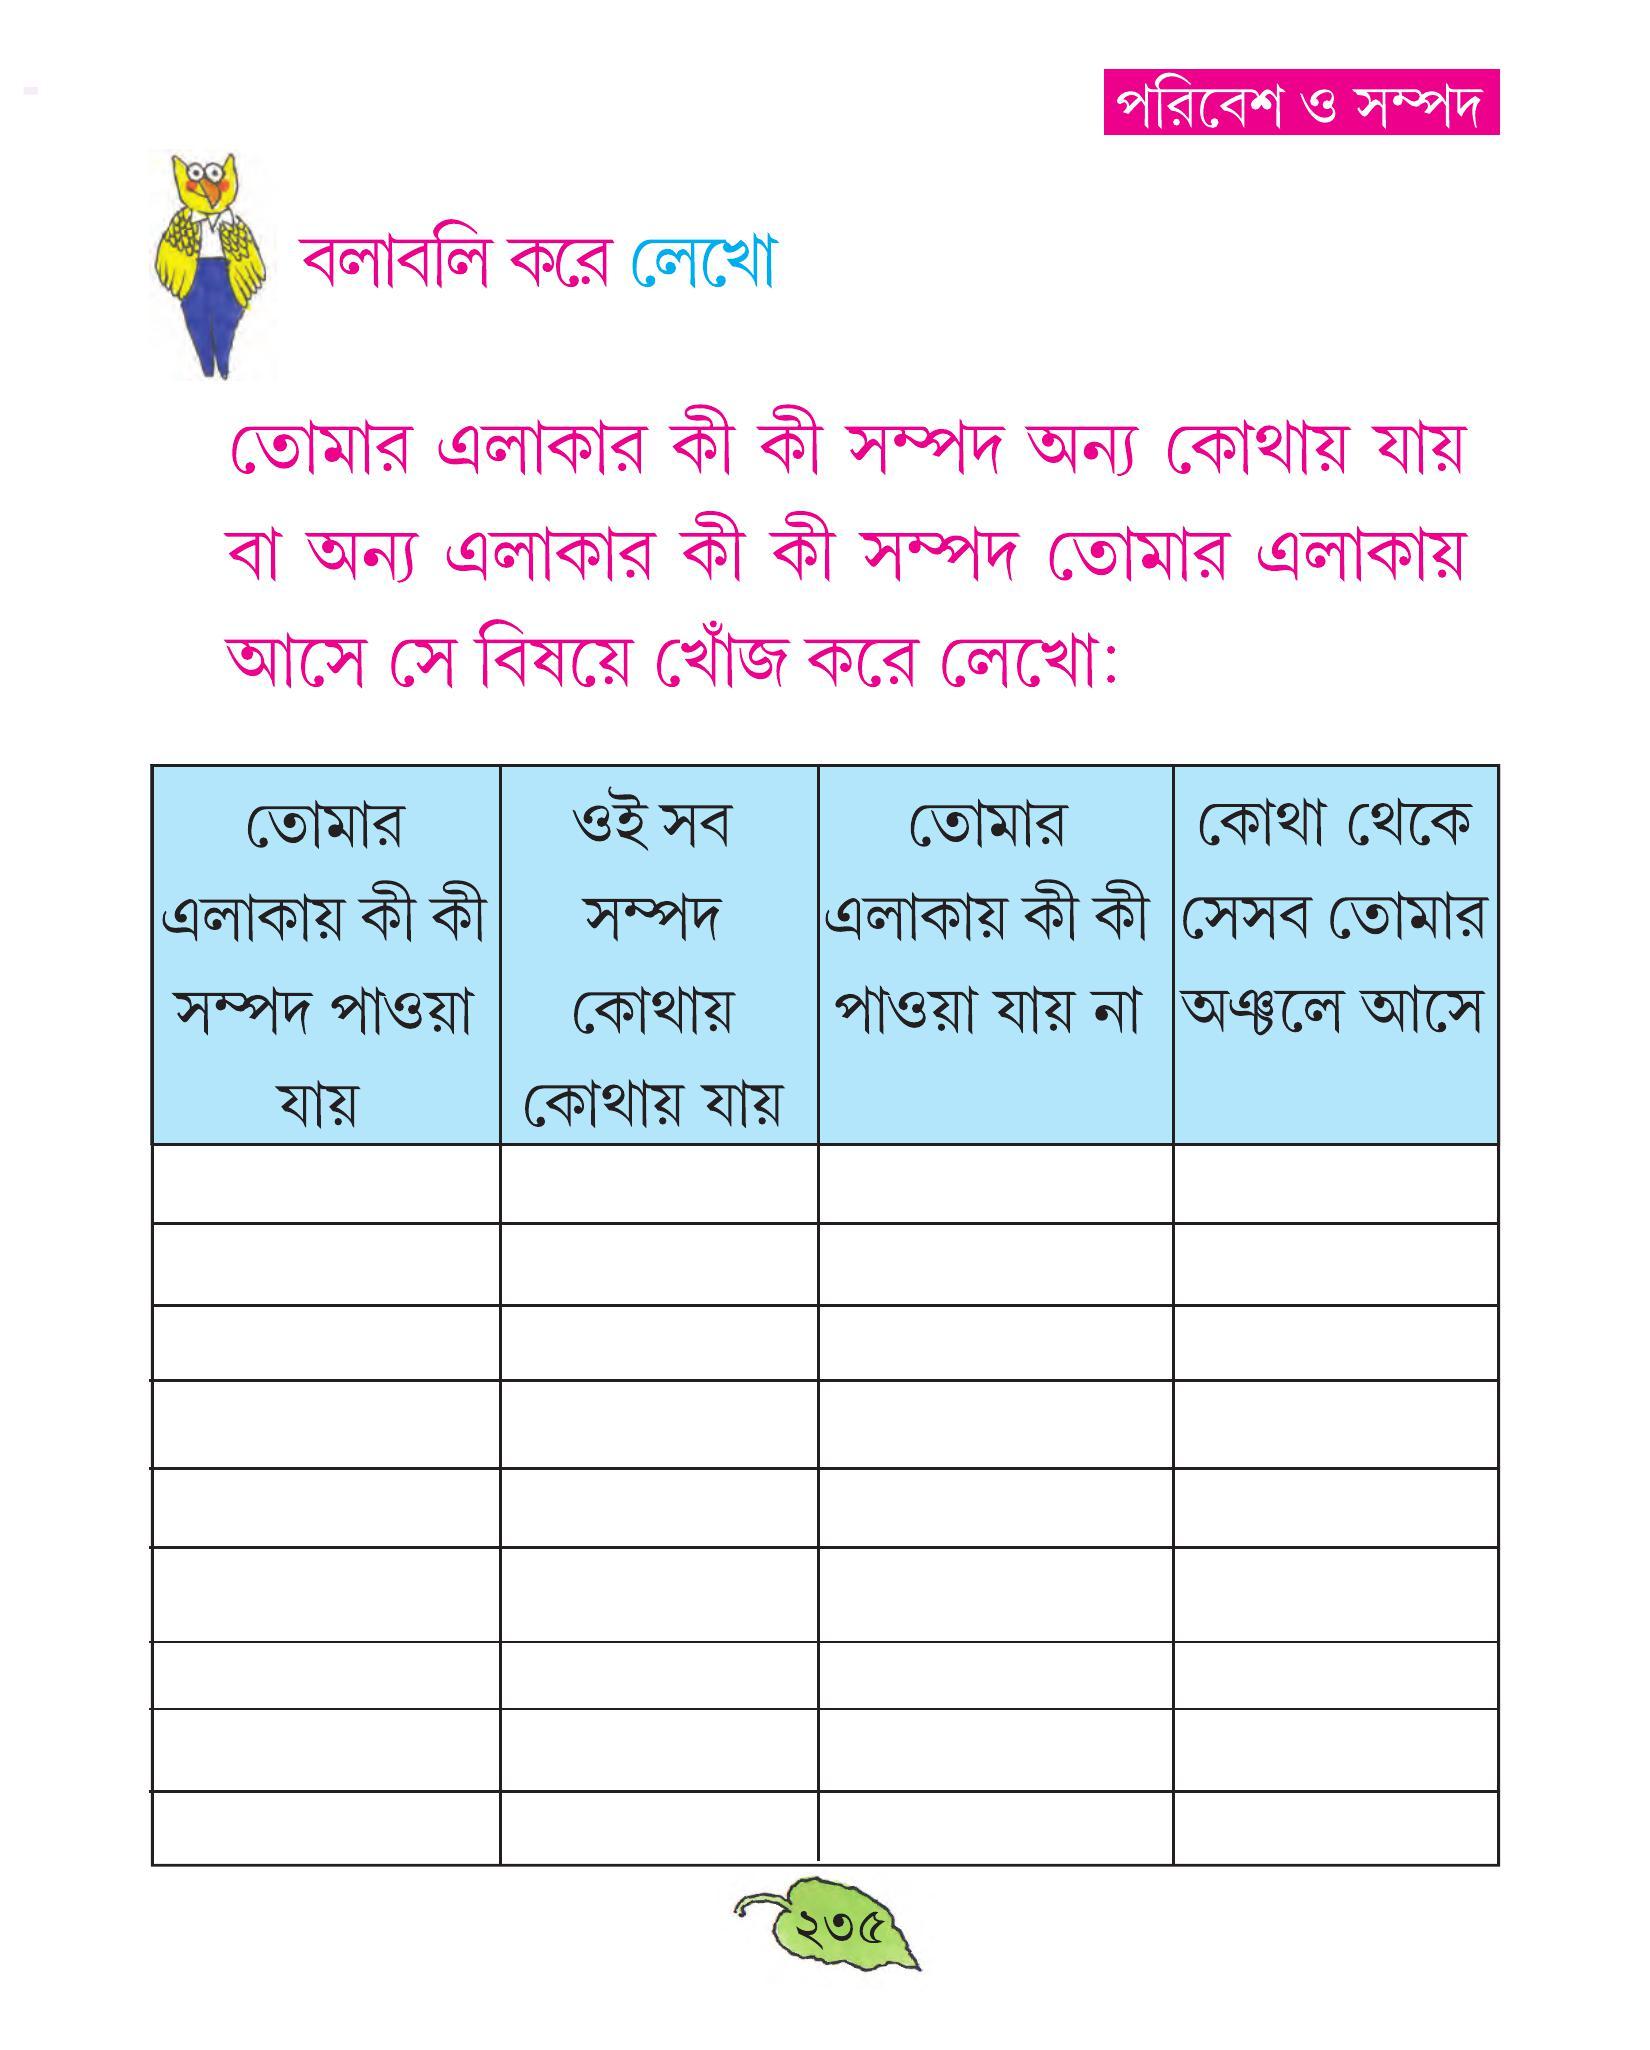 পরিবেশ ও সম্পদ
বলাবলি করে লেখো
তোমার এলাকার কী কী সম্পদ অন্য কোথায় যায়
বা অন্য এলাকার কী কী সম্পদ তোমার এলাকায়
আসে সে বিষয়ে খোঁজ করে লেখো:
তোমার
এলাকায় কী কী
সম্পদ পাওয়া
যায়
ওই সব
সম্পদ
কোথায়
কোথায় যায়
তোমার
এলাকায় কী কী
পাওয়া যায় না
কোথা থেকে
সেসব তোমার
অঞ্চলে আসে
২৩৫